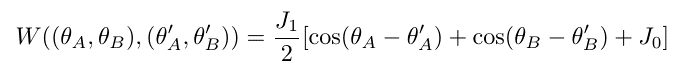 W((θ_A, θ_B), (θ′_A, θ′_B)) = \frac{J_1}{2}[cos(θ_A − θ′_A) + cos(θ_B − θ′_B) + J_0]